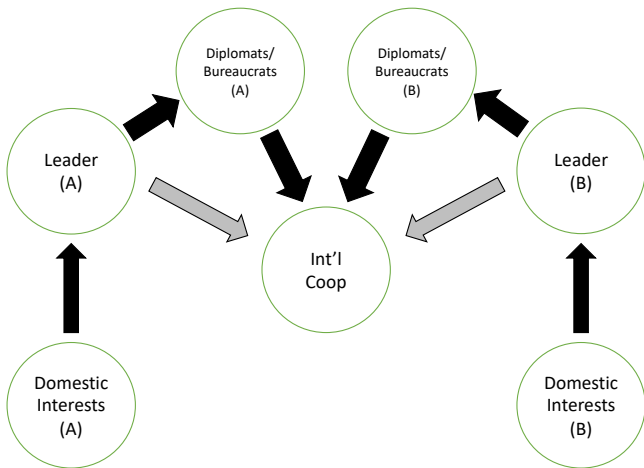 Diplomats/
Bureaucrats
(A)
Diplomats/
Bureaucrats
(B)
Leader
(A)
Leader
(B)
Int'l
Coop
Domestic
Interests
(A)
Domestic
Interests
(B)